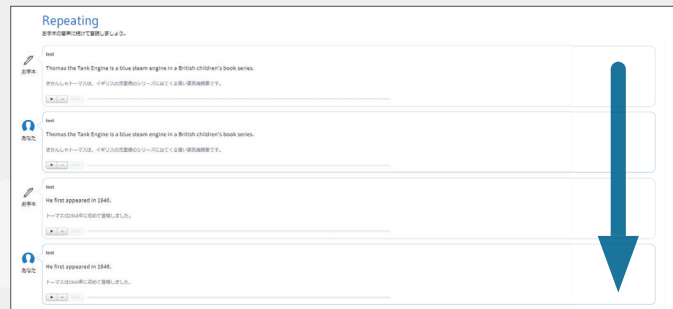 Repeating
お手本の音声に続けて音読しましょう。
text
お手本
Thomas the Tank Engine is a blue steam engine in a British children's book series.
きかんしゃトーマスは、イギリスの児童書のシリーズに出てくる青い蒸気機関車です。
text
あなた
Thomas the Tank Engine is a blue steam engine in a British children's book series.
きかんしゃトーマスは、イギリスの児童書のシリーズに出てくる青い蒸気機関車です。
text
お手本
He first appeared in 1946.
トーマスは1946年に初めて登場しました。
text
あなた
He first appeared in 1946.
トーマスは1946年に初めて登場しました。